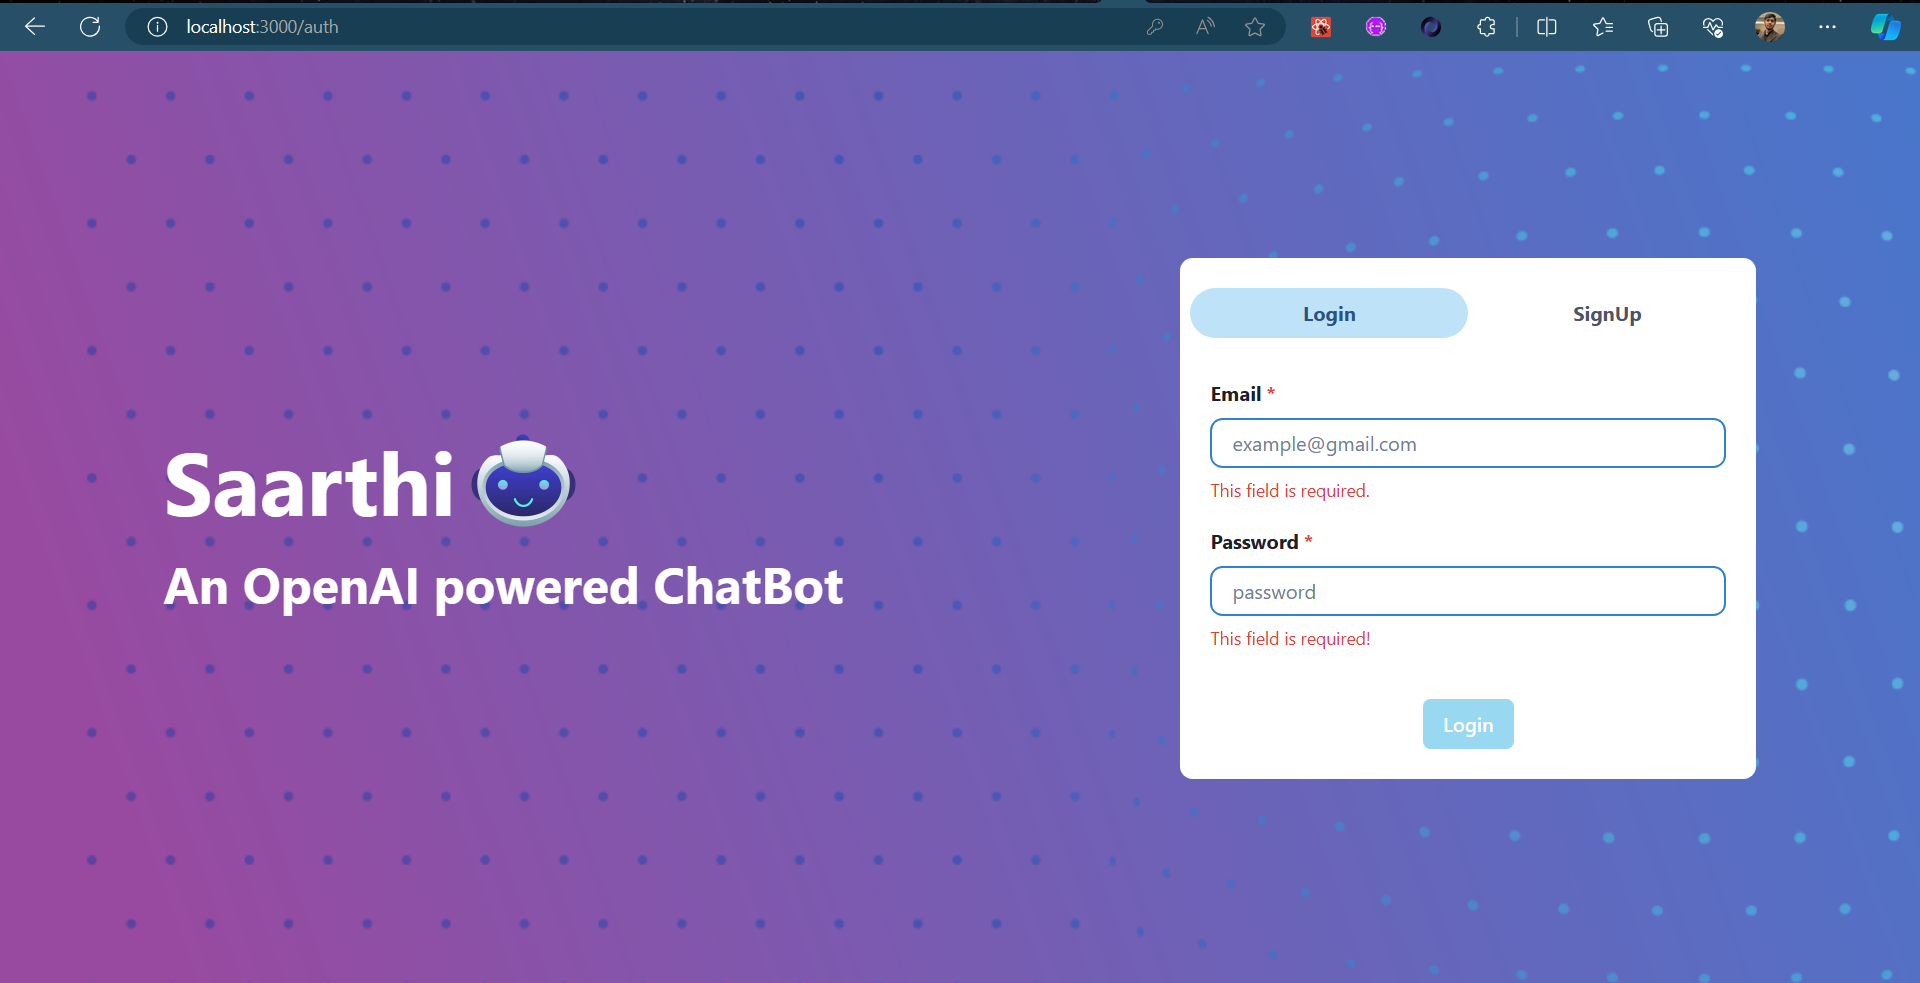 localhost:3000/auth
Saarthi
An OpenAI powered ChatBot
Login SignUp
Email *
example@gmail.com
This field is required.
Password *
password
This field is required!
Login